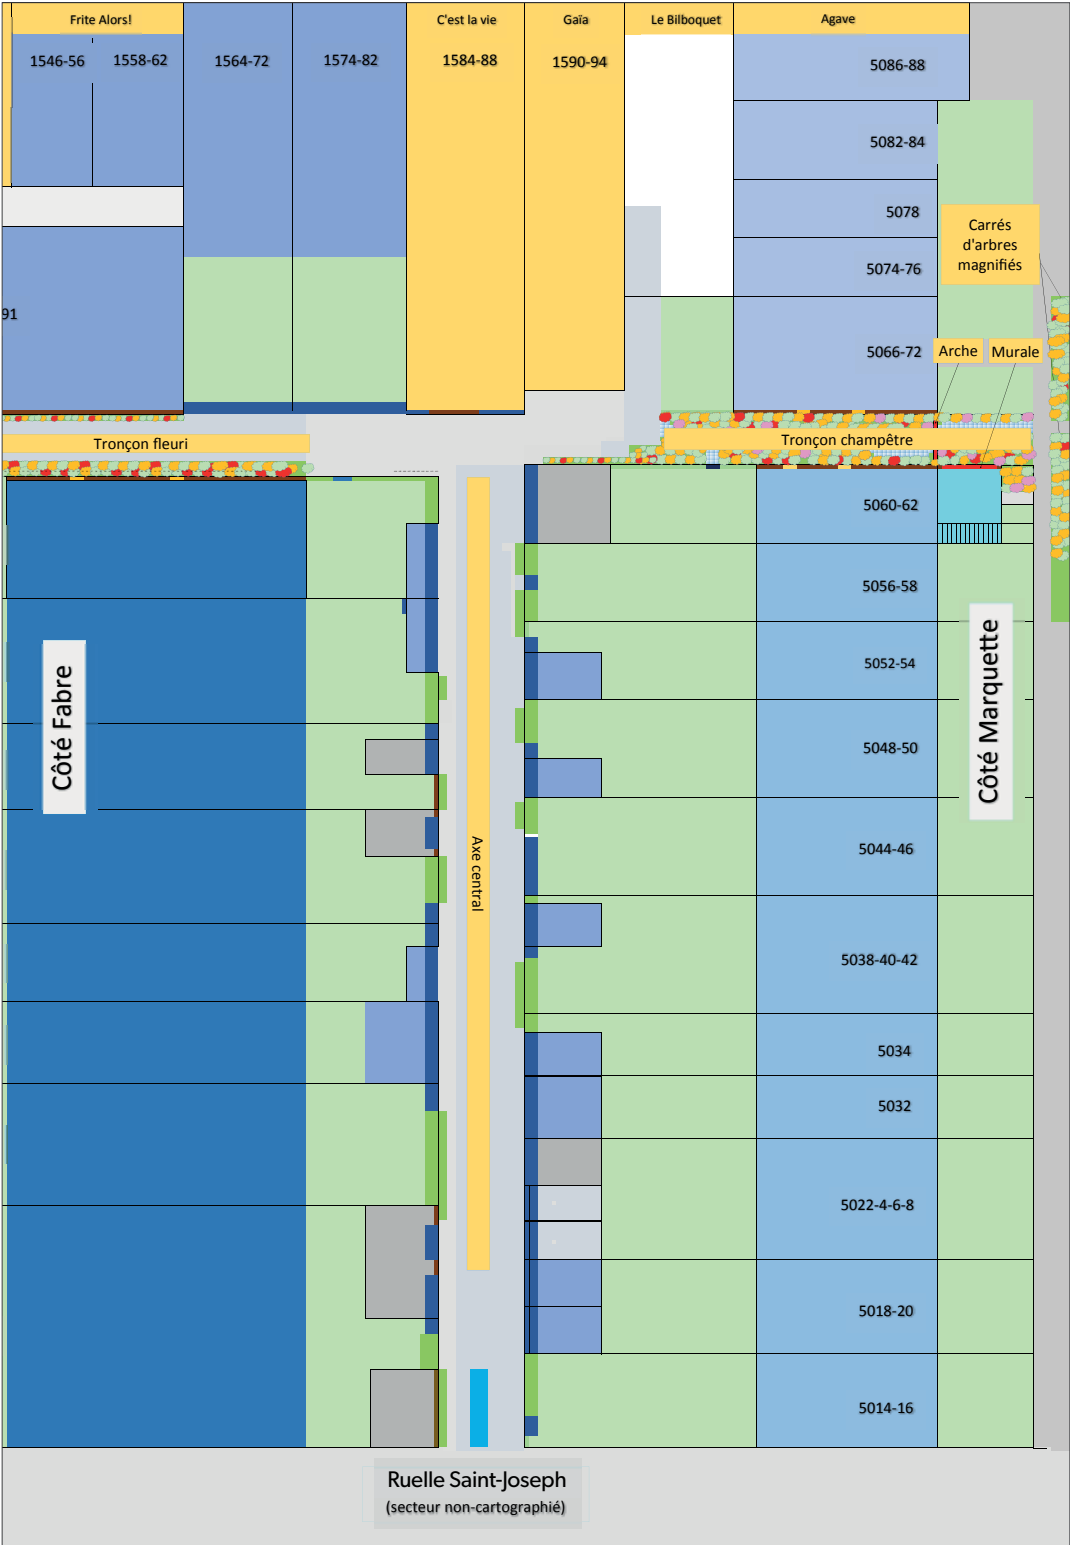 Frite Alors!
C'est la vie
Gaïa
Le Bilboquet
Agave
1546-56
1558-62
1564-72
1574-82
1584-88
1590-94
5086-88
5082-84
5078
5074-76
5066-72
Carrés
d'arbres
magnifiés
91
Arche
Murale
Tronçon fleuri
Tronçon champêtre
5060-62
5056-58
5052-54
5048-50
5044-46
5038-40-42
5034
5032
5022-4-6-8
5018-20
5014-16
Côté Fabre
Axe central
Côté Marquette
Ruelle Saint-Joseph
(secteur non-cartographié)